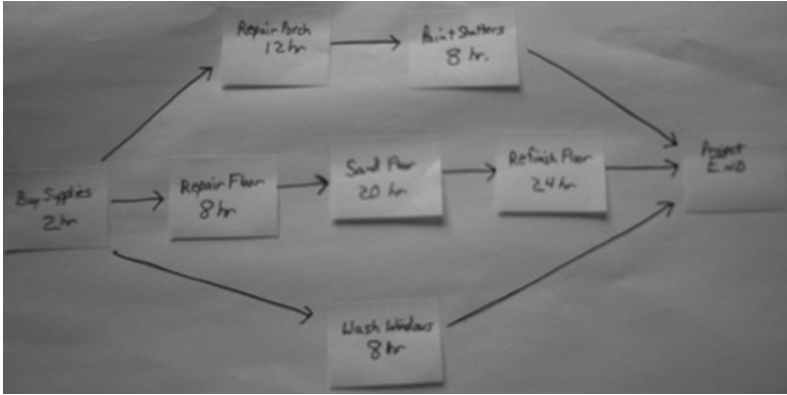 Repair Porch
12 hr
Paint Shutters
8 hr.
Buy Supplies
2 hr
Repair Floor
8 hr
Sand Floor
20 hr
Refinish Floor
24 hr
Project
END
Wash Windows
8 hr